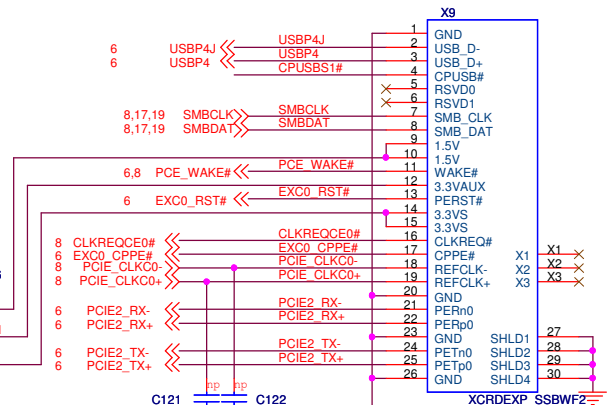 X9
1 GND
6 USBP4J USBP4J 2 USB_D-
6 USBP4 USBP4 3 USB_D+
CPUSBS1# 4 CPUSB#
5 RSVD0
6 RSVD1
8,17,19 SMBCLK SMBCLK 7 SMB_CLK
8,17,19 SMBDAT SMBDAT 8 SMB_DAT
9 1.5V
10 1.5V
6,8 PCE_WAKE# PCE_WAKE# 11 WAKE#
12 3.3VAUX
6 EXC0_RST# EXC0_RST# 13 PERST#
14 3.3VS
15 3.3VS
8 CLKREQCE0# CLKREQCE0# 16 CLKREQ#
6 EXC0_CPPE# EXC0_CPPE# 17 CPPE# X1 X1
8 PCIE_CLKC0- PCIE_CLKC0- 18 REFCLK- X2 X2
8 PCIE_CLKC0+ PCIE_CLKC0+ 19 REFCLK+ X3 X3
20 GND
6 PCIE2_RX- PCIE2_RX- 21 PERn0
6 PCIE2_RX+ PCIE2_RX+ 22 PERp0
23 GND SHLD1 27
6 PCIE2_TX- PCIE2_TX- 24 PETn0 SHLD2 28
6 PCIE2_TX+ PCIE2_TX+ 25 PETp0 SHLD3 29
26 GND SHLD4 30
np np
C121 C122 XCRDEXP_SSBWF2